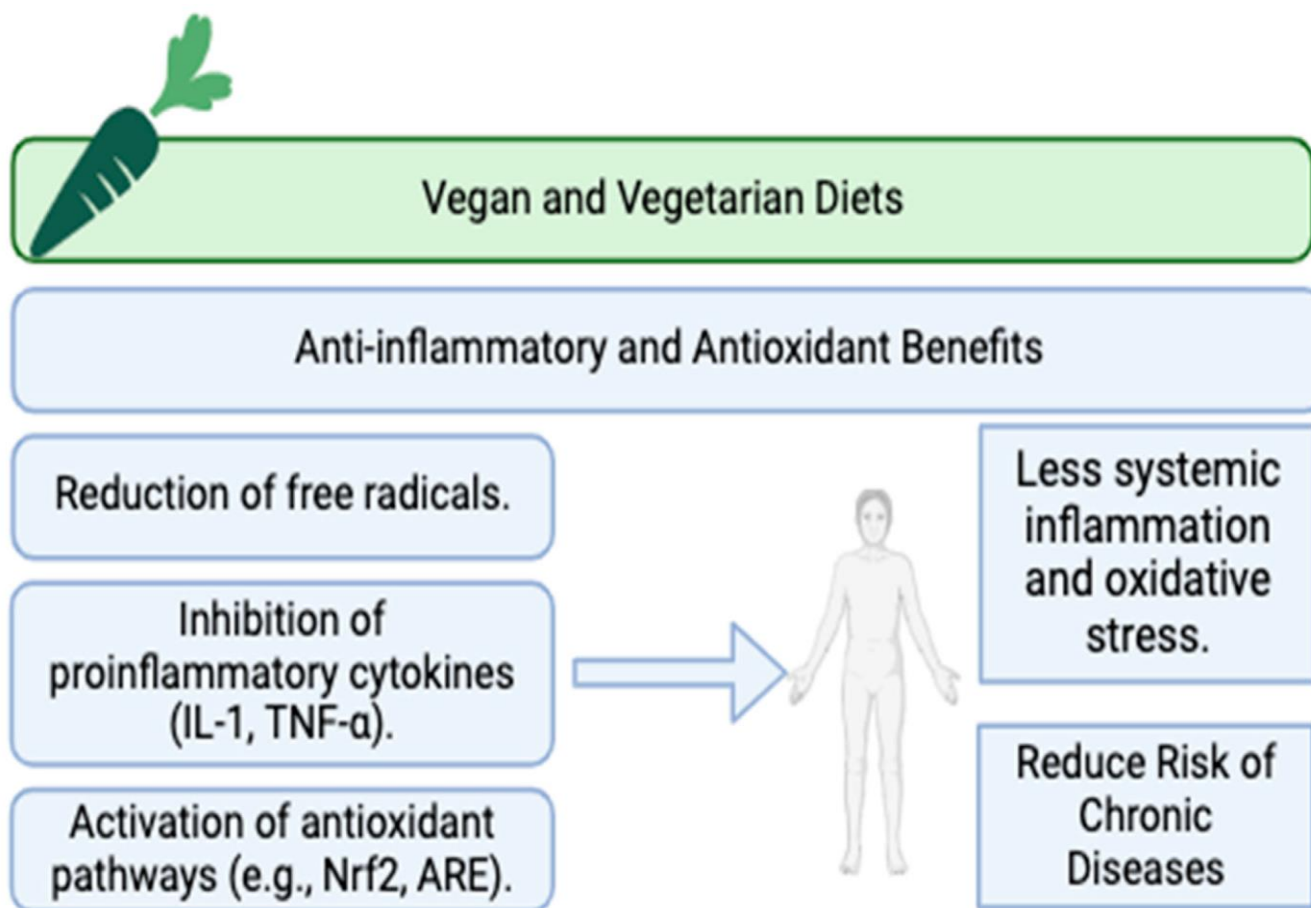 Vegan and Vegetarian Diets
Anti-inflammatory and Antioxidant Benefits
Reduction of free radicals.
Inhibition of
proinflammatory cytokines
(IL-1, TNF-α).
Activation of antioxidant
pathways (e.g., Nrf2, ARE).
Less systemic
inflammation
and oxidative
stress.
Reduce Risk of
Chronic
Diseases